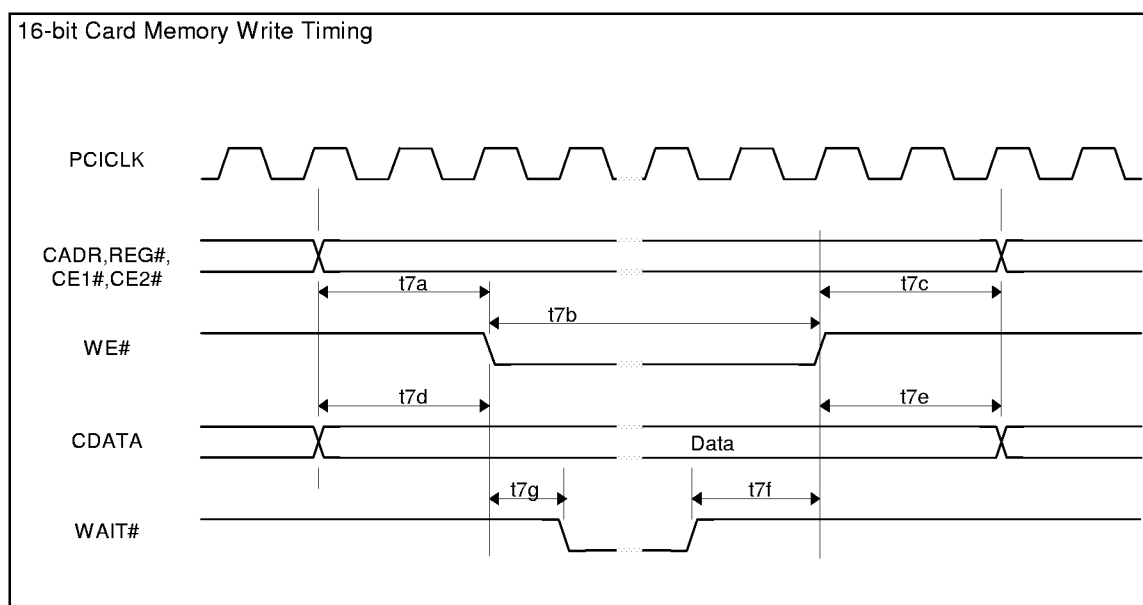 16-bit Card Memory Write Timing
PCICLK
CADR,REG#,
CE1#,CE2#
t7a
t7c
t7b
WE#
t7d
t7e
CDATA
Data
t7g
t7f
WAIT#